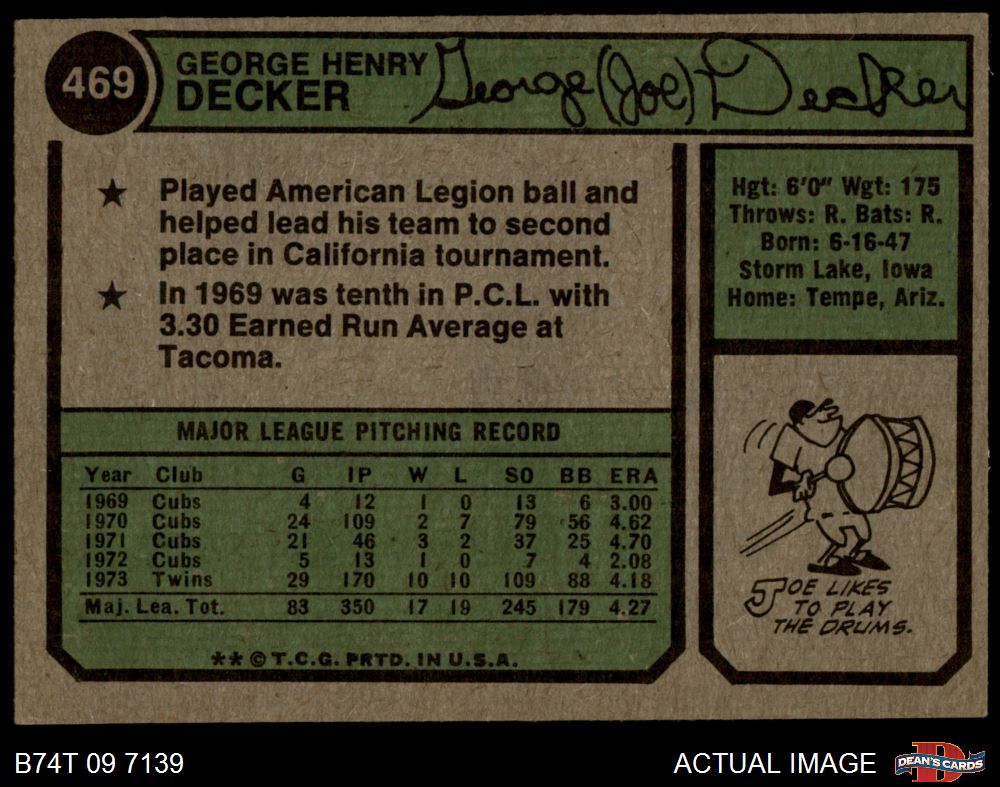 469
GEORGE HENRY
DECKER
George (Joe) Decker
★ Played American Legion ball and
helped lead his team to second
place in California tournament.
★ In 1969 was tenth in P.C.L. with
3.30 Earned Run Average at
Tacoma.
Hgt: 6'0" Wgt: 175
Throws: R. Bats: R.
Born: 6-16-47
Storm Lake, Iowa
Home: Tempe, Ariz.
MAJOR LEAGUE PITCHING RECORD
Year Club G IP W L SO BB ERA
1969 Cubs 4 12 1 0 13 6 3.00
1970 Cubs 24 109 2 7 79 56 4.62
1971 Cubs 21 46 3 2 37 25 4.70
1972 Cubs 5 13 1 0 7 4 2.08
1973 Twins 29 170 10 10 109 88 4.18
Maj. Lea. Tot. 83 350 17 19 245 179 4.27
** © T.C.G. PRTD. IN U.S.A.
JOE LIKES
TO PLAY
THE DRUMS.
B74T 09 7139
ACTUAL IMAGE
DEAN'S CARDS